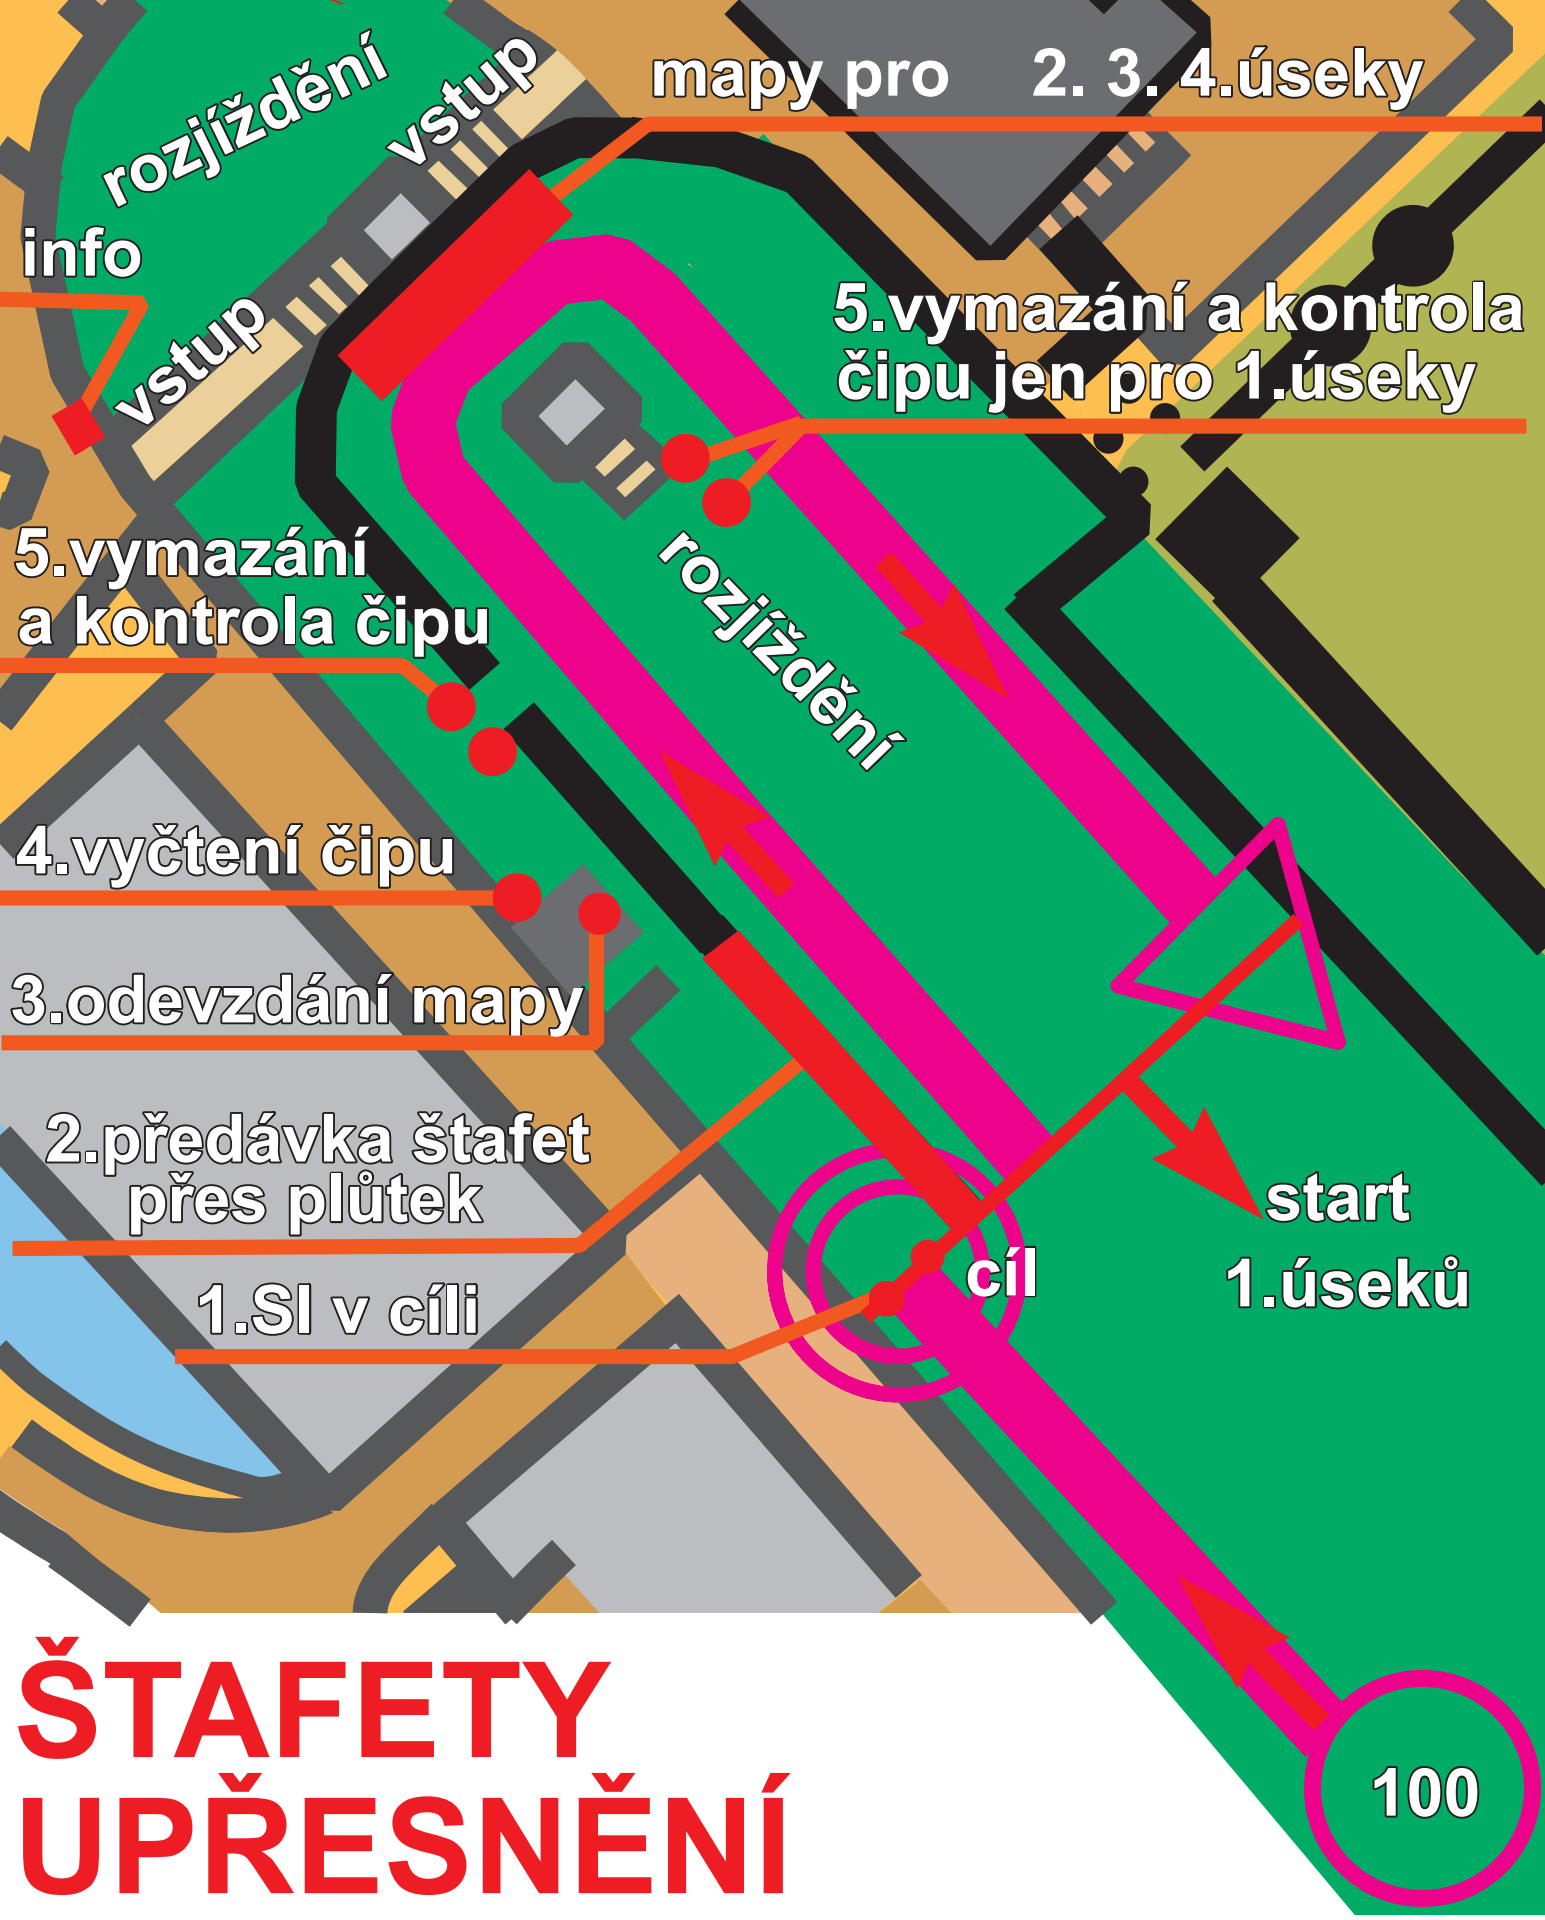 rozjíždění
vstup
mapy pro 2. 3. 4.úseky
info
vstup
5.vymazání a kontrola
čipu jen pro 1.úseky
5.vymazání
a kontrola čipu
rozjíždění
4.vyčtení čipu
3.odevzdání mapy
2.předávka štafet
přes plůtek
1.SI v cíli
cíl
start
1.úseků
100
ŠTAFETY
UPŘESNĚNÍ